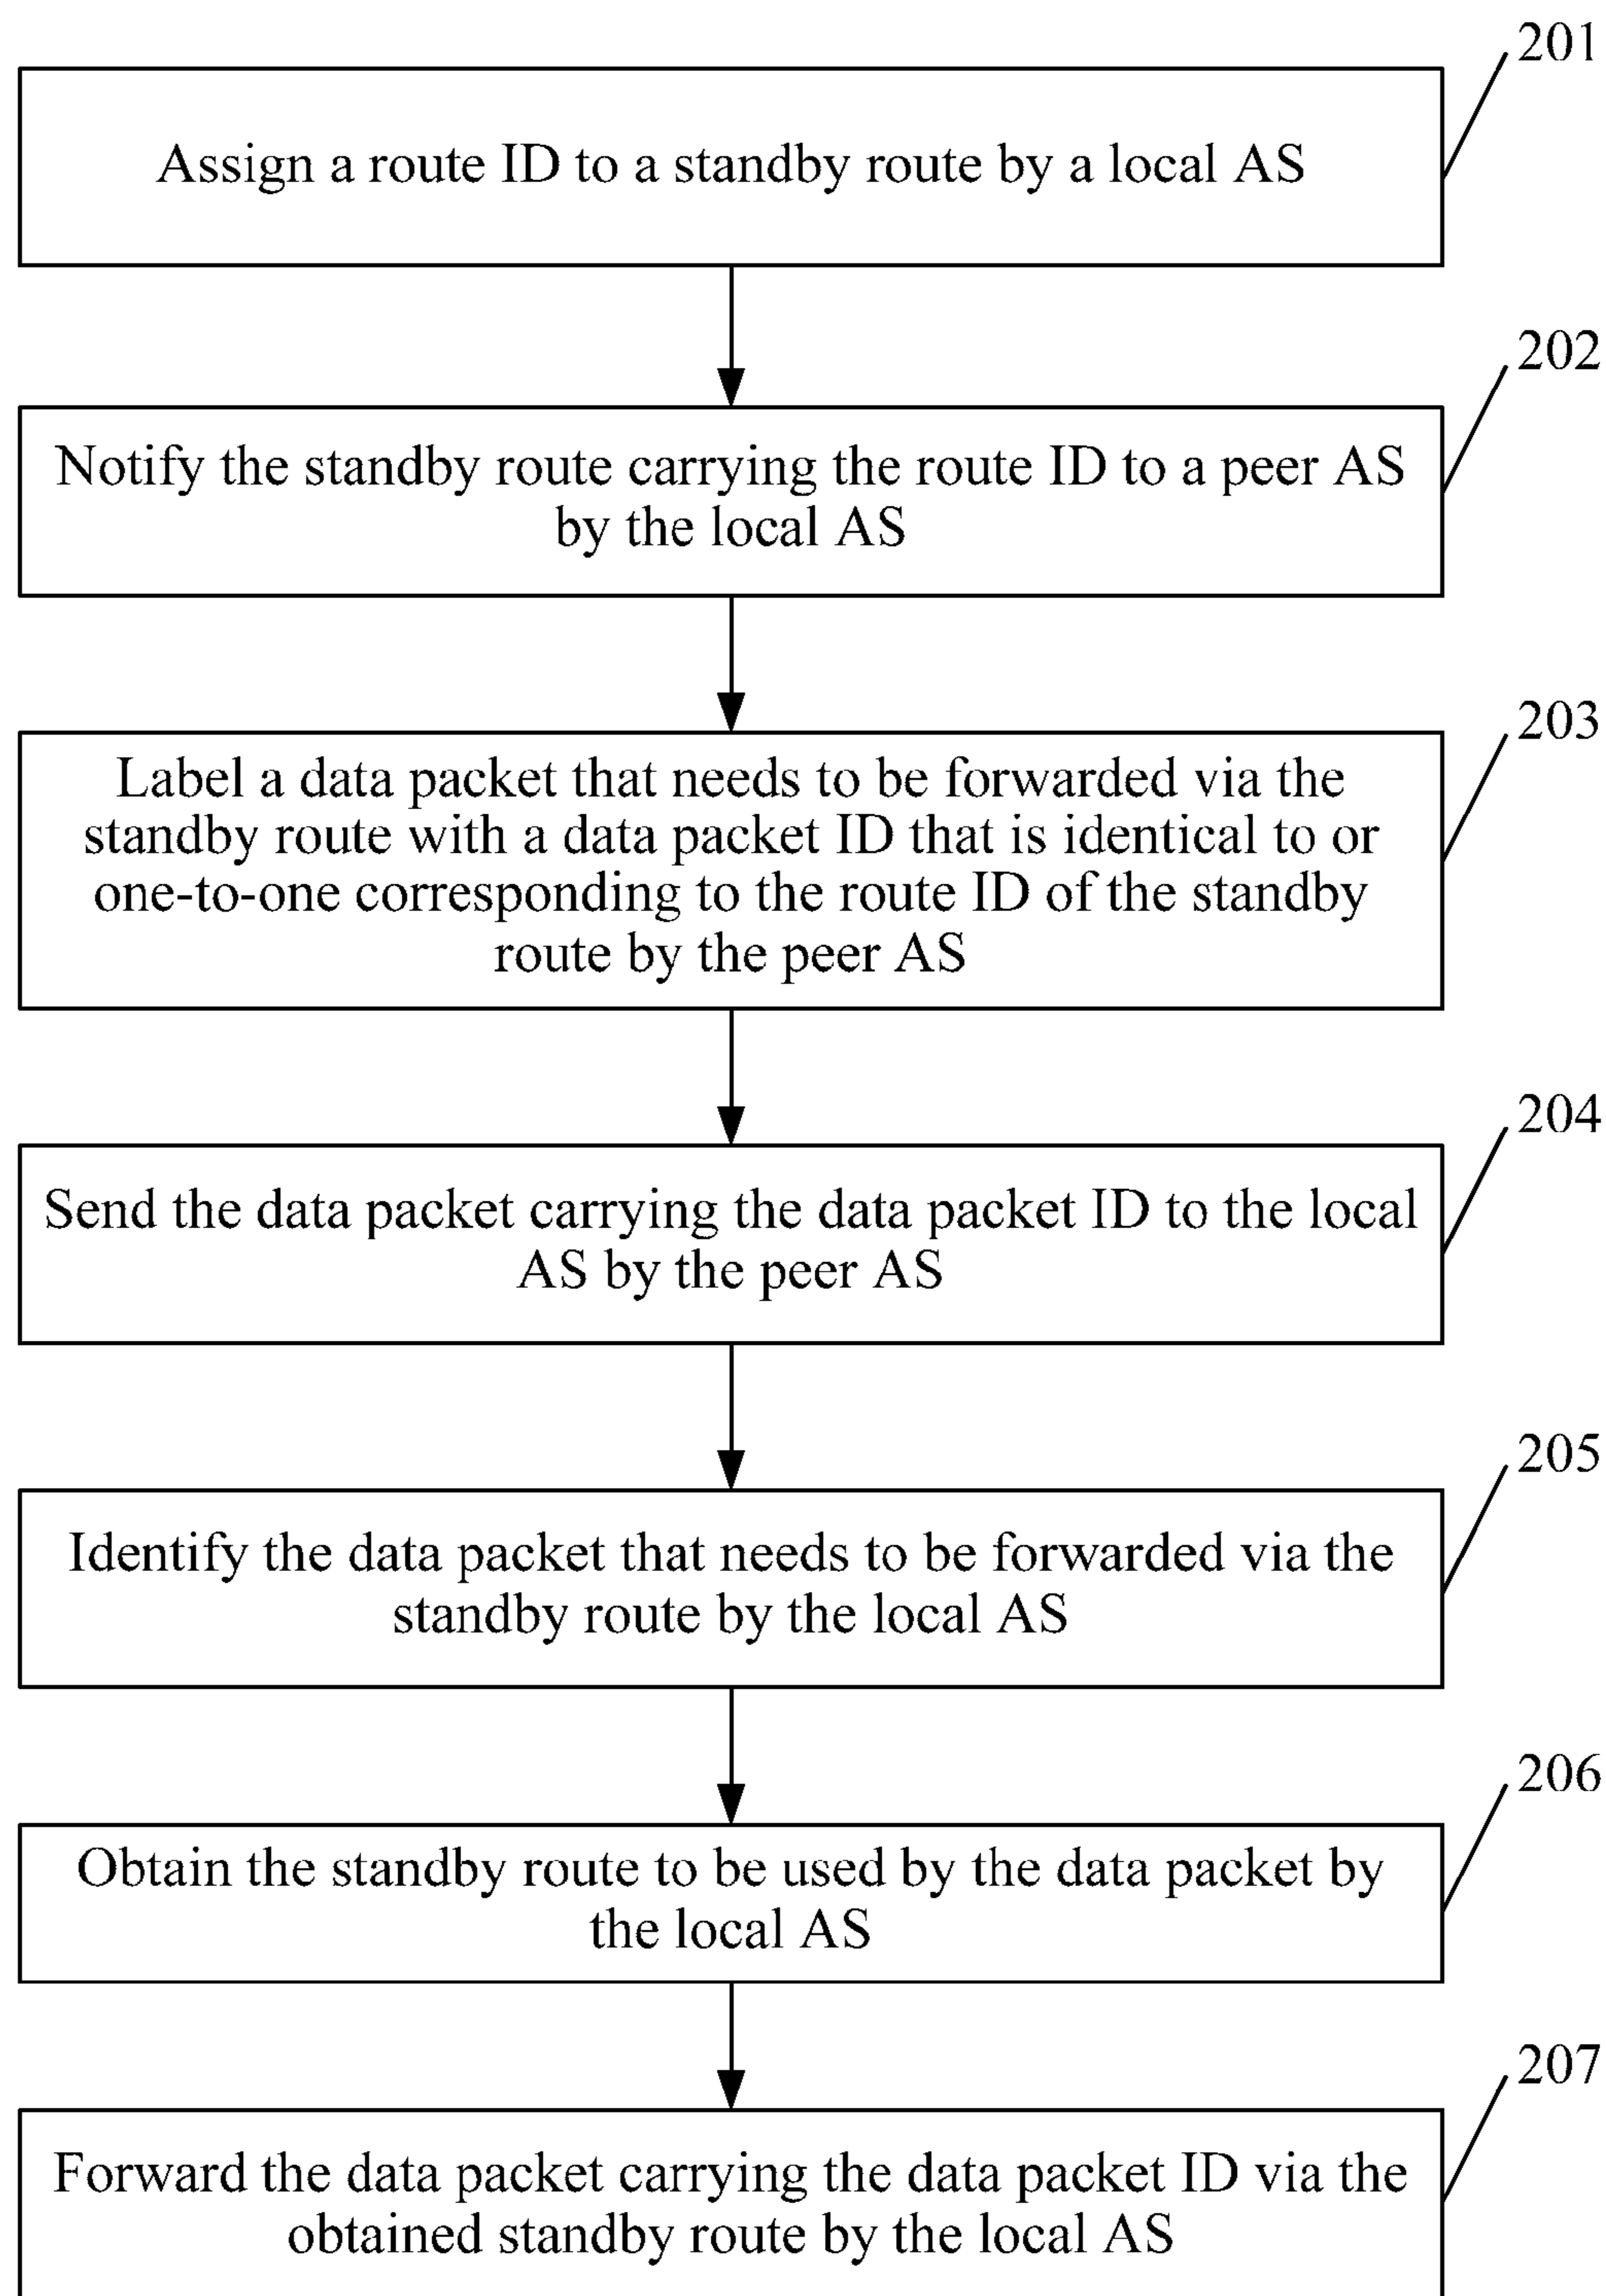 201
Assign a route ID to a standby route by a local AS
202
Notify the standby route carrying the route ID to a peer AS
by the local AS
203
Label a data packet that needs to be forwarded via the
standby route with a data packet ID that is identical to or
one-to-one corresponding to the route ID of the standby
route by the peer AS
204
Send the data packet carrying the data packet ID to the local
AS by the peer AS
205
Identify the data packet that needs to be forwarded via the
standby route by the local AS
206
Obtain the standby route to be used by the data packet by
the local AS
207
Forward the data packet carrying the data packet ID via the
obtained standby route by the local AS